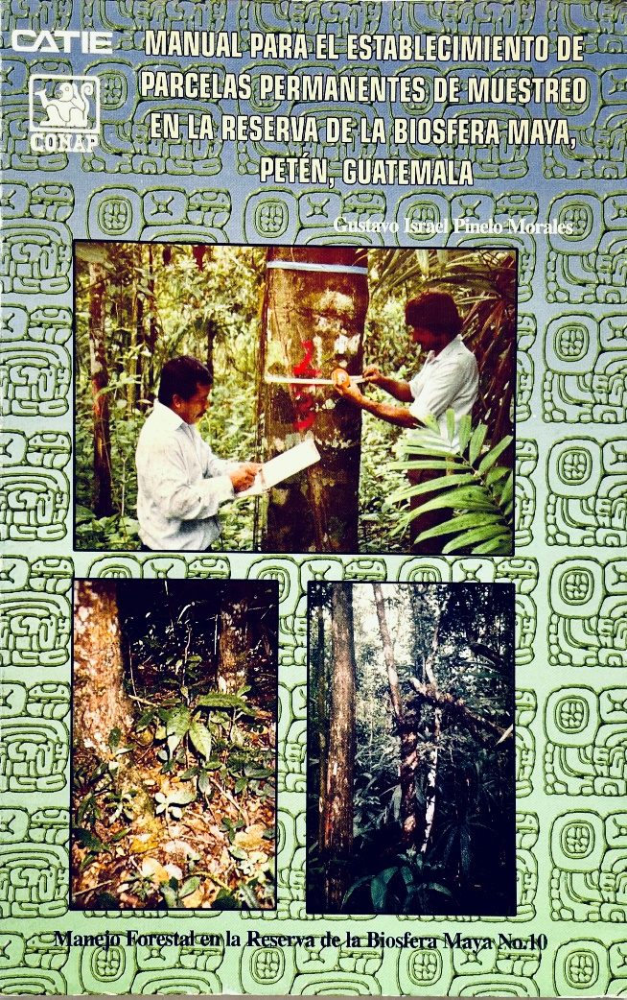 CATIE
CONAP
MANUAL PARA EL ESTABLECIMIENTO DE
PARCELAS PERMANENTES DE MUESTREO
EN LA RESERVA DE LA BIOSFERA MAYA,
PETÉN, GUATEMALA
Gustavo Israel Pinelo Morales
Manejo Forestal en la Reserva de la Biosfera Maya No.10